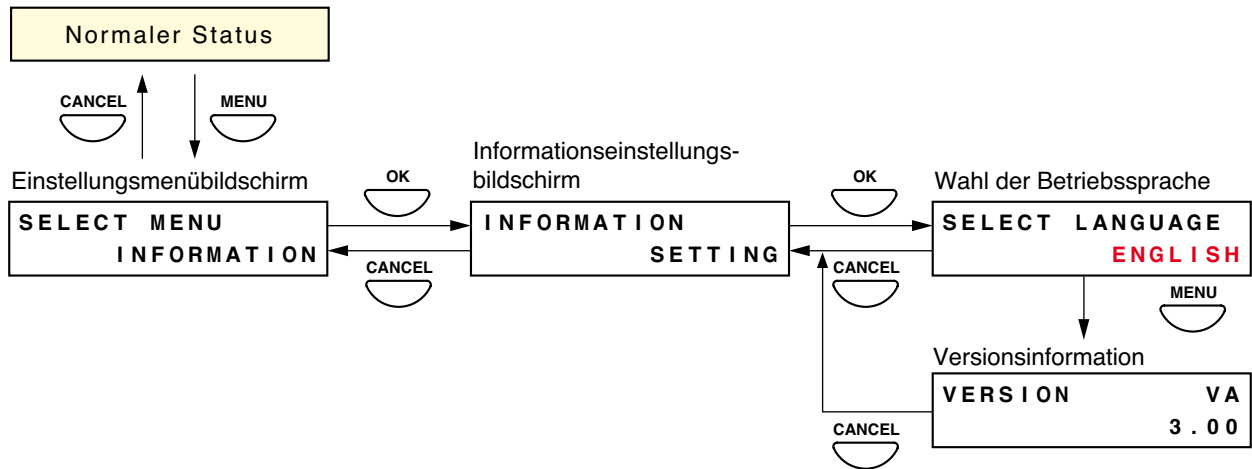 Normaler Status
CANCEL
MENU
Einstellungsmenübildschirm
SELECT MENU
INFORMATION
OK
CANCEL
Informationseinstellungs-
bildschirm
INFORMATION
SETTING
OK
CANCEL
Wahl der Betriebssprache
SELECT LANGUAGE
ENGLISH
MENU
Versionsinformation
VERSION VA
3.00
CANCEL